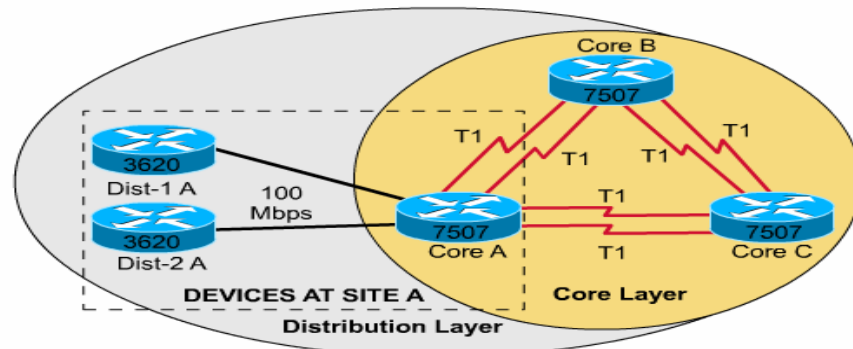 Core B
7507
T1
T1
T1
T1
3620
Dist-1 A
100
Mbps
3620
Dist-2 A
7507
Core A
T1
T1
7507
Core C
DEVICES AT SITE A
Core Layer
Distribution Layer